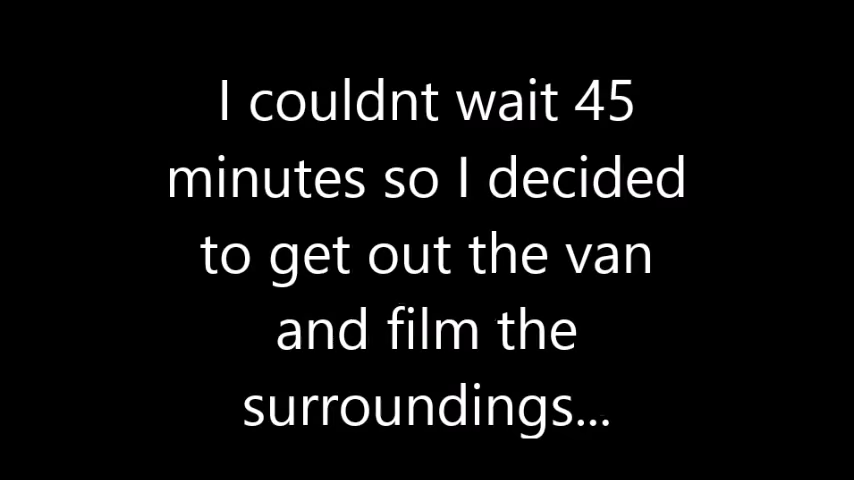 I couldnt wait 45
minutes so I decided
to get out the van
and film the
surroundings...